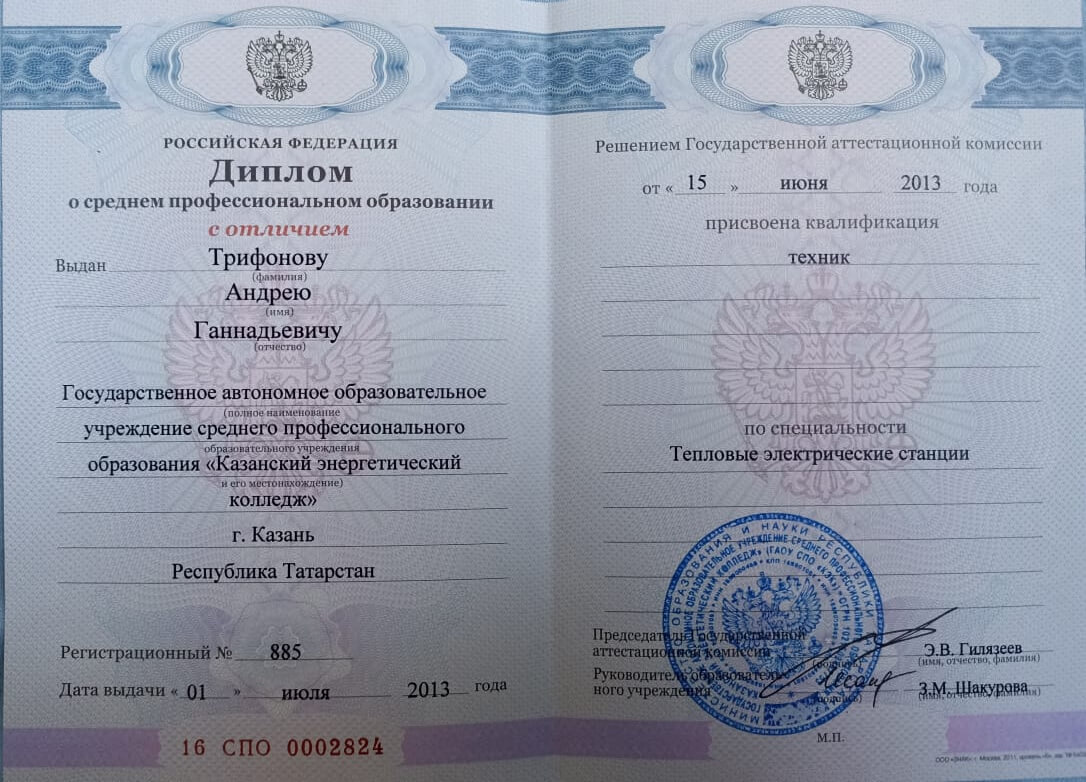 РОССИЙСКАЯ ФЕДЕРАЦИЯ
Диплом
о среднем профессиональном образовании
с отличием
Выдан Трифонову
(фамилия)
Андрею
(имя)
Ганнадьевичу
(отчество)
Государственное автономное образовательное
(полное наименование
учреждение среднего профессионального
образовательного учреждения
образования «Казанский энергетический
и его местонахождение)
колледж»
г. Казань
Республика Татарстан
Регистрационный № 885
Дата выдачи « 01 » июля 2013 года
16 СПО 0002824
Решением Государственной аттестационной комиссии
от « 15 » июня 2013 года
присвоена квалификация
техник
по специальности
Тепловые электрические станции
Председатель Государственной
аттестационной комиссии Э.В. Гилязеев
(подпись) (имя, отчество, фамилия)
Руководитель образователь-
ного учреждения З.М. Шакурова
(подпись) (имя, отчество, фамилия)
М.П.